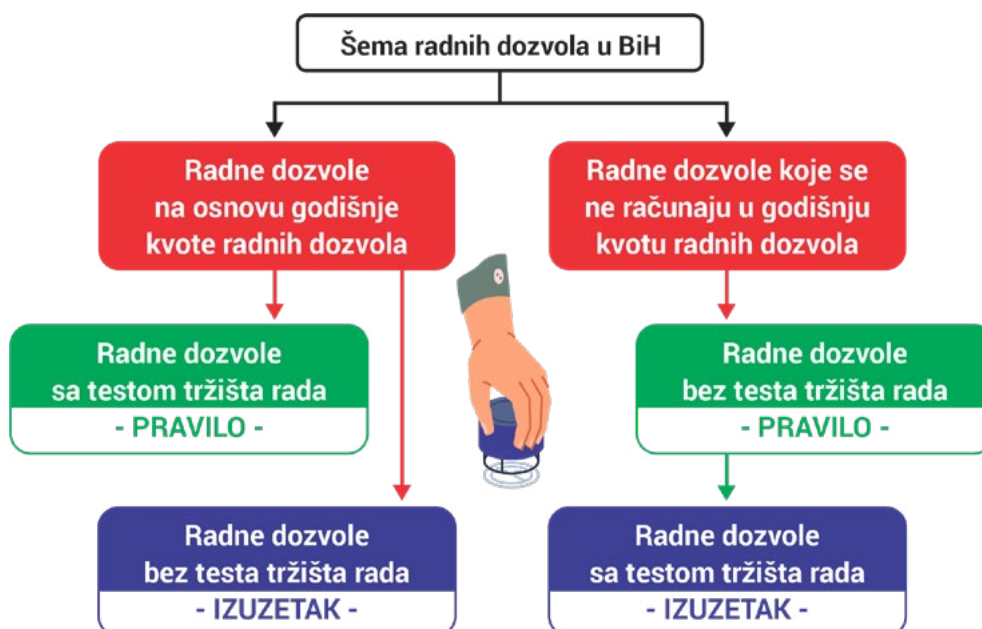 Šema radnih dozvola u BiH
Radne dozvole
na osnovu godišnje
kvote radnih dozvola
Radne dozvole koje se
ne računaju u godišnju
kvotu radnih dozvola
Radne dozvole
sa testom tržišta rada
- PRAVILO -
Radne dozvole
bez testa tržišta rada
- PRAVILO -
Radne dozvole
bez testa tržišta rada
- IZUZETAK -
Radne dozvole
sa testom tržišta rada
- IZUZETAK -